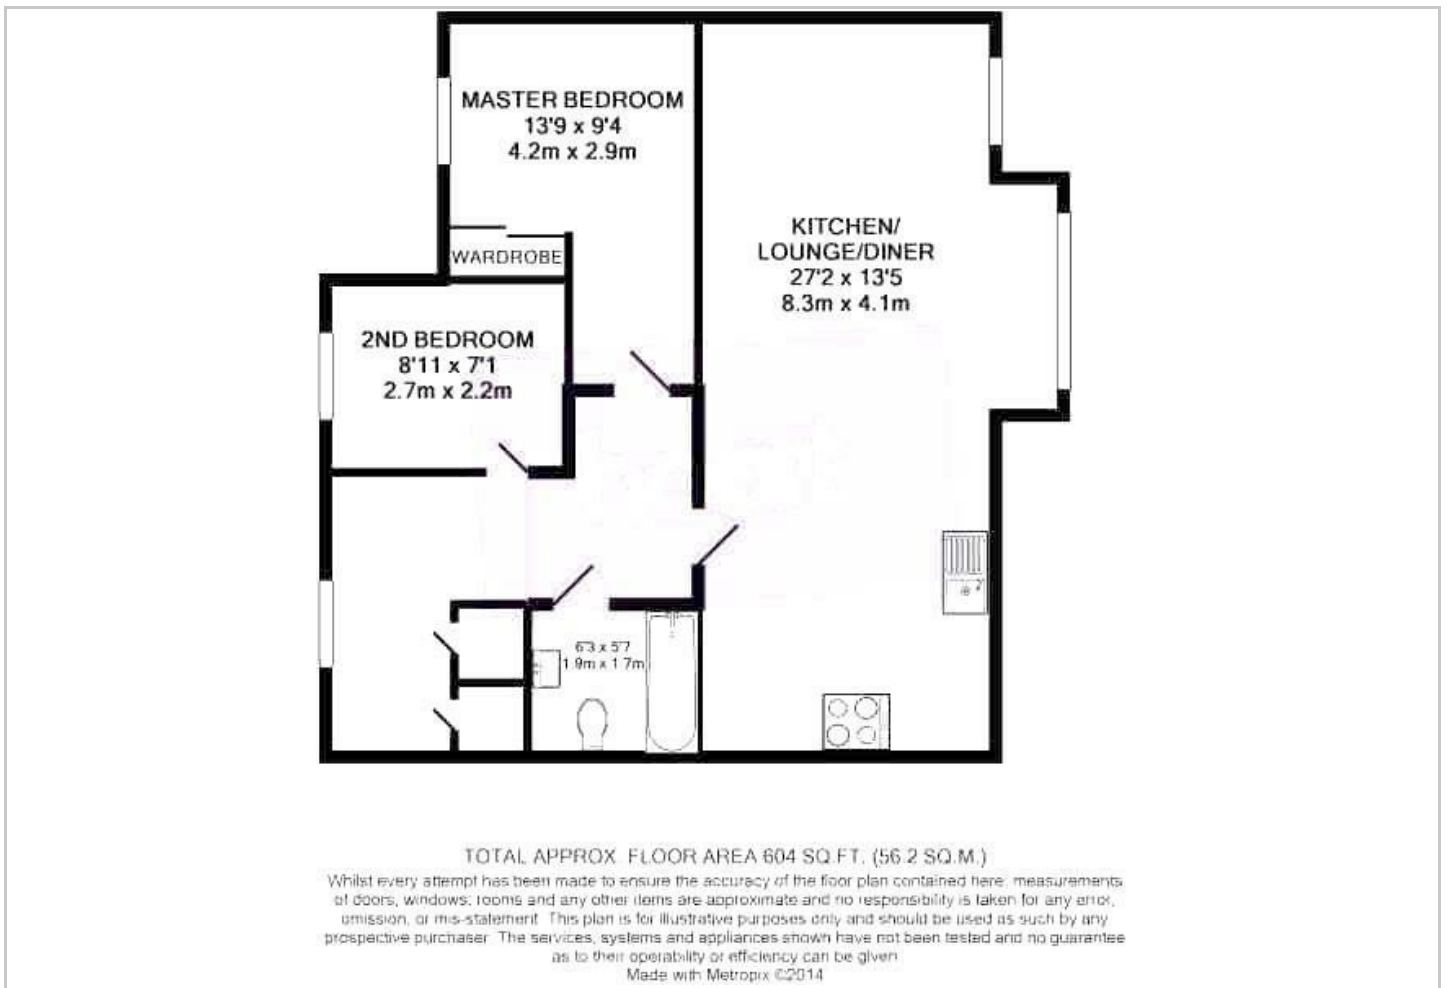 MASTER BEDROOM
13'9 x 9'4
4.2m x 2.9m
WARDROBE
KITCHEN/
LOUNGE/DINER
27'2 x 13'5
8.3m x 4.1m
2ND BEDROOM
8'11 x 7'1
2.7m x 2.2m
6'3 x 5'7
1.9m x 1.7m
TOTAL APPROX. FLOOR AREA 604 SQ.FT. (56.2 SQ.M.)
Whilst every attempt has been made to ensure the accuracy of the floor plan contained here, measurements
of doors, windows, rooms and any other items are approximate and no responsibility is taken for any error,
omission, or mis-statement. This plan is for illustrative purposes only and should be used as such by any
prospective purchaser. The services, systems and appliances shown have not been tested and no guarantee
as to their operability or efficiency can be given
Made with Metropix ©2014